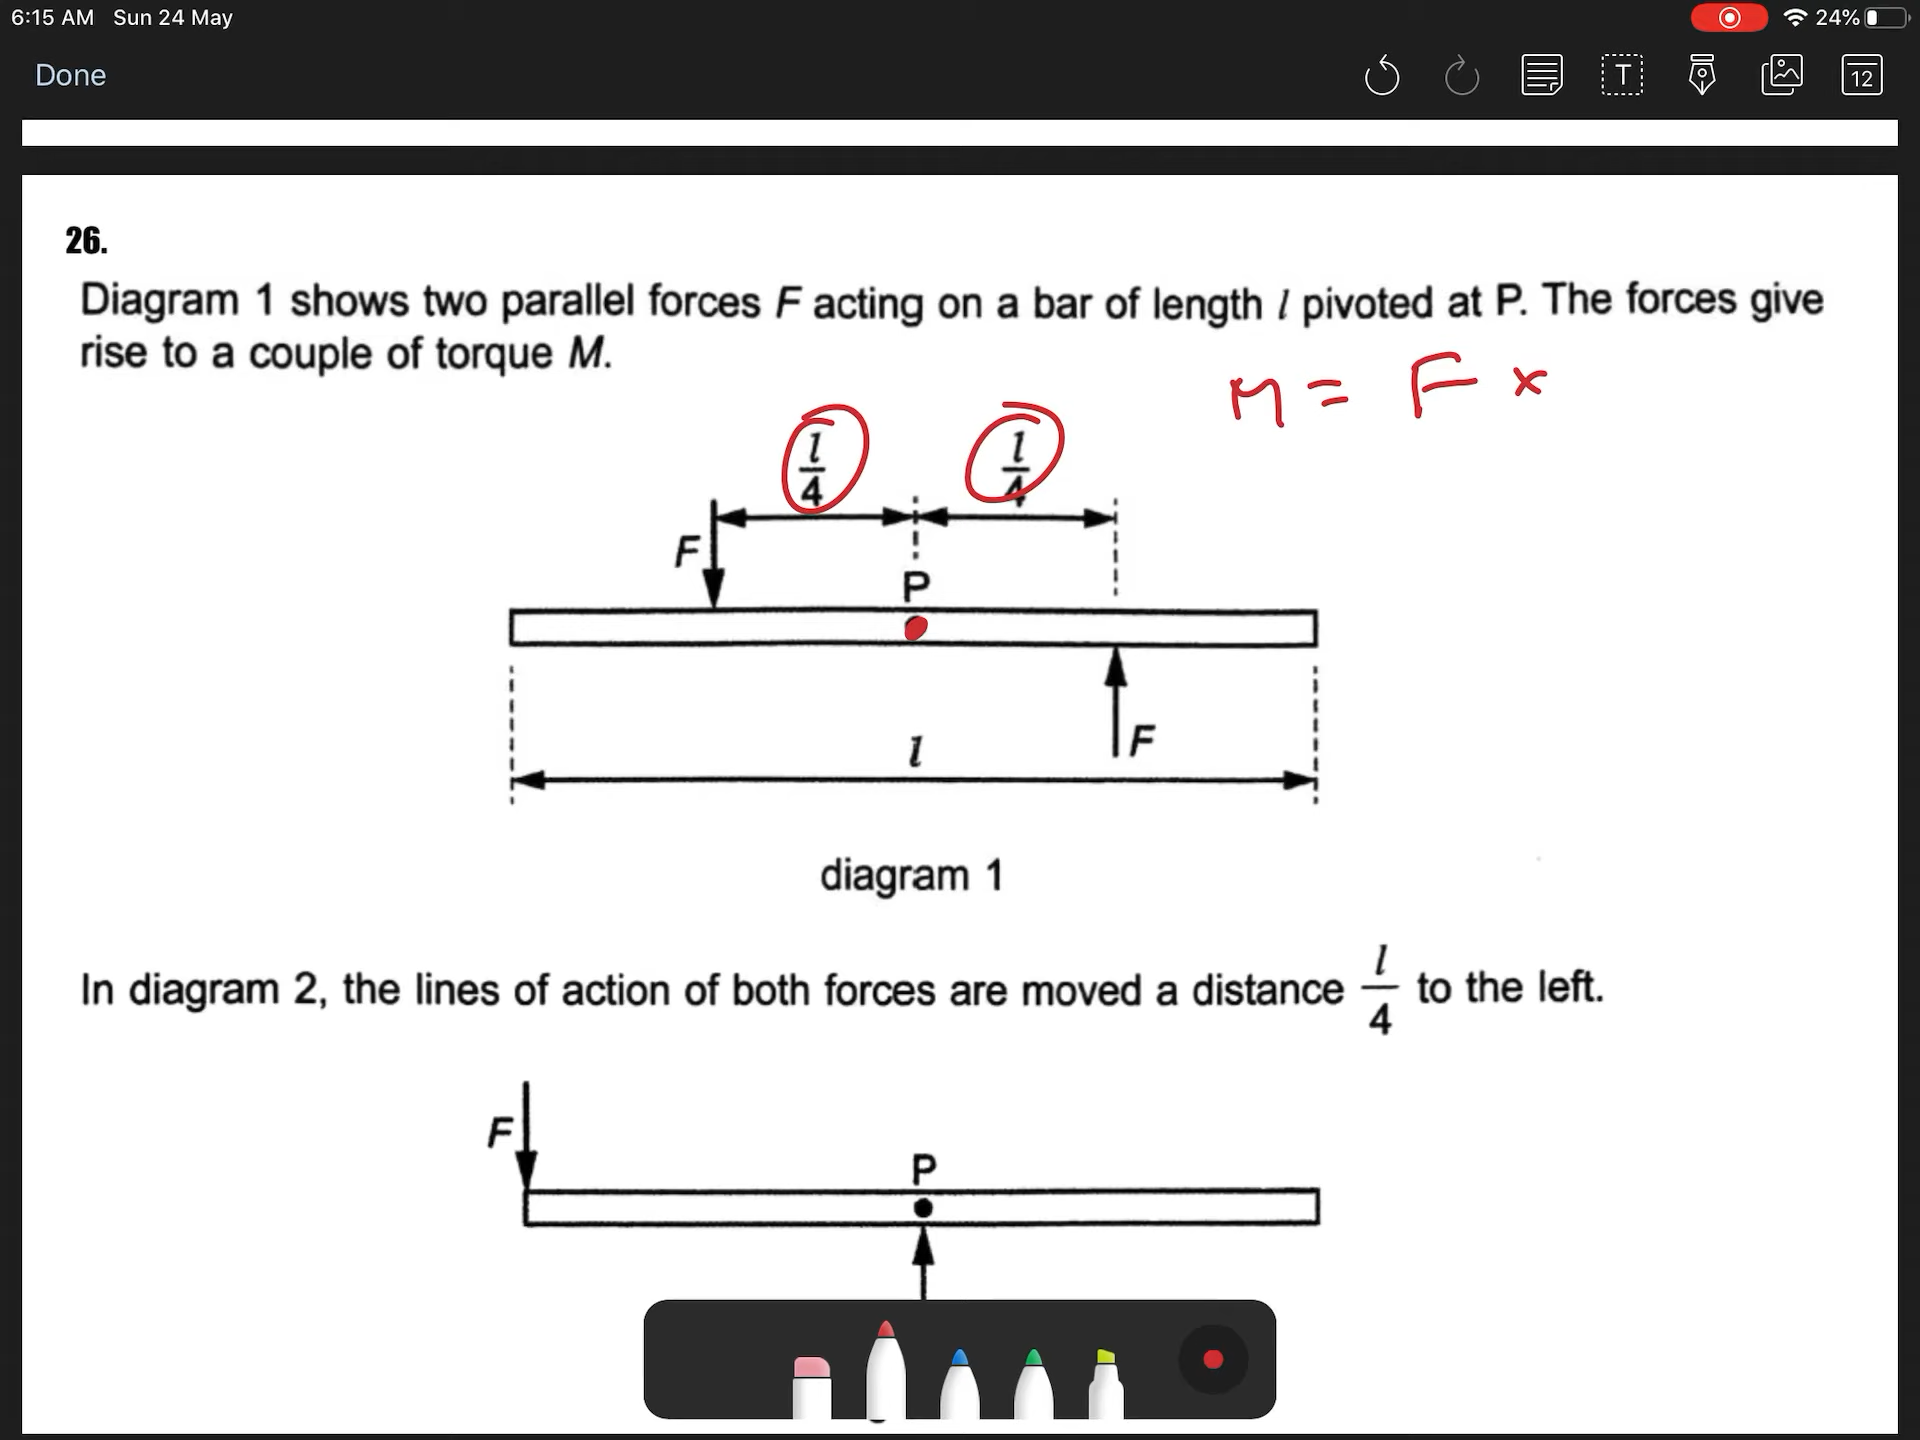 6:15 AM Sun 24 May
24%
Done
T
12
26.
Diagram 1 shows two parallel forces F acting on a bar of length l pivoted at P. The forces give
rise to a couple of torque M.
M = F ×
l/4 l/4
F
P
F
l
diagram 1
In diagram 2, the lines of action of both forces are moved a distance l/4 to the left.
F
P